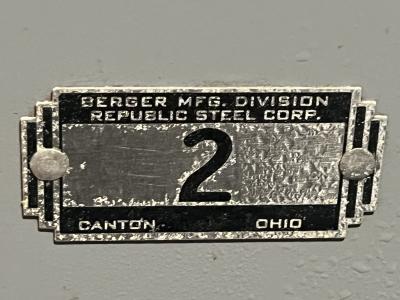 BERGER MFG. DIVISION
REPUBLIC STEEL CORP.
2
CANTON OHIO